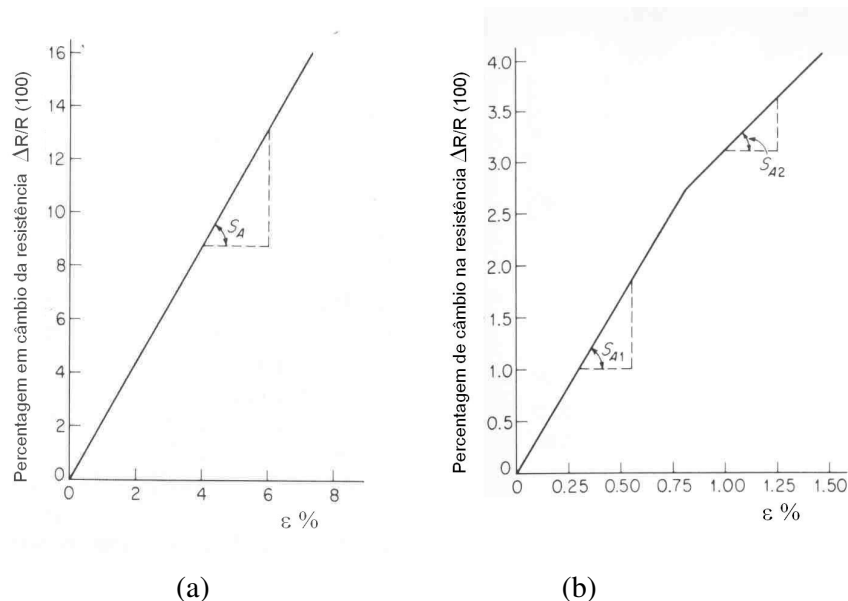 Percentagem em câmbio da resistência ΔR/R (100)
16
14
12
10
8
6
4
2
0
S_A
0 2 4 6 8
ε %
(a)
Percentagem de câmbio na resistência ΔR/R (100)
4.0
3.5
3.0
2.5
2.0
1.5
1.0
0.5
0
S_A2
S_A1
0 0.25 0.50 0.75 1.00 1.25 1.50
ε %
(b)